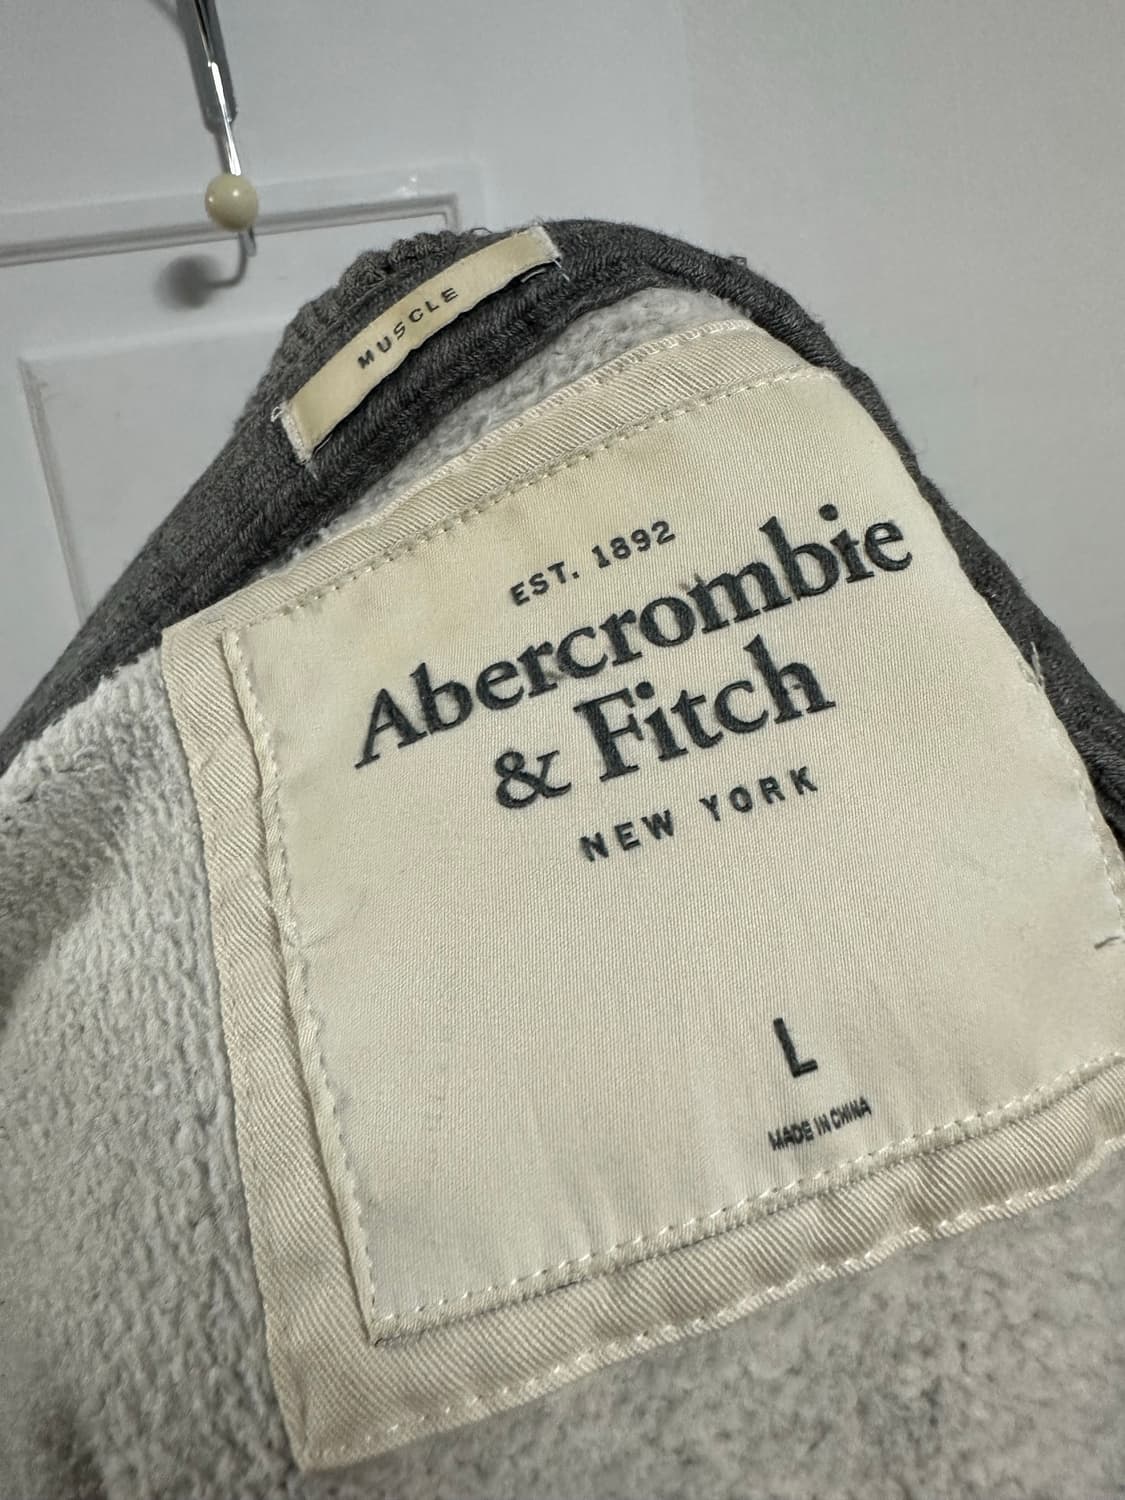 MUSCLE
EST. 1892
Abercrombie
& Fitch
NEW YORK
L
MADE IN CHINA